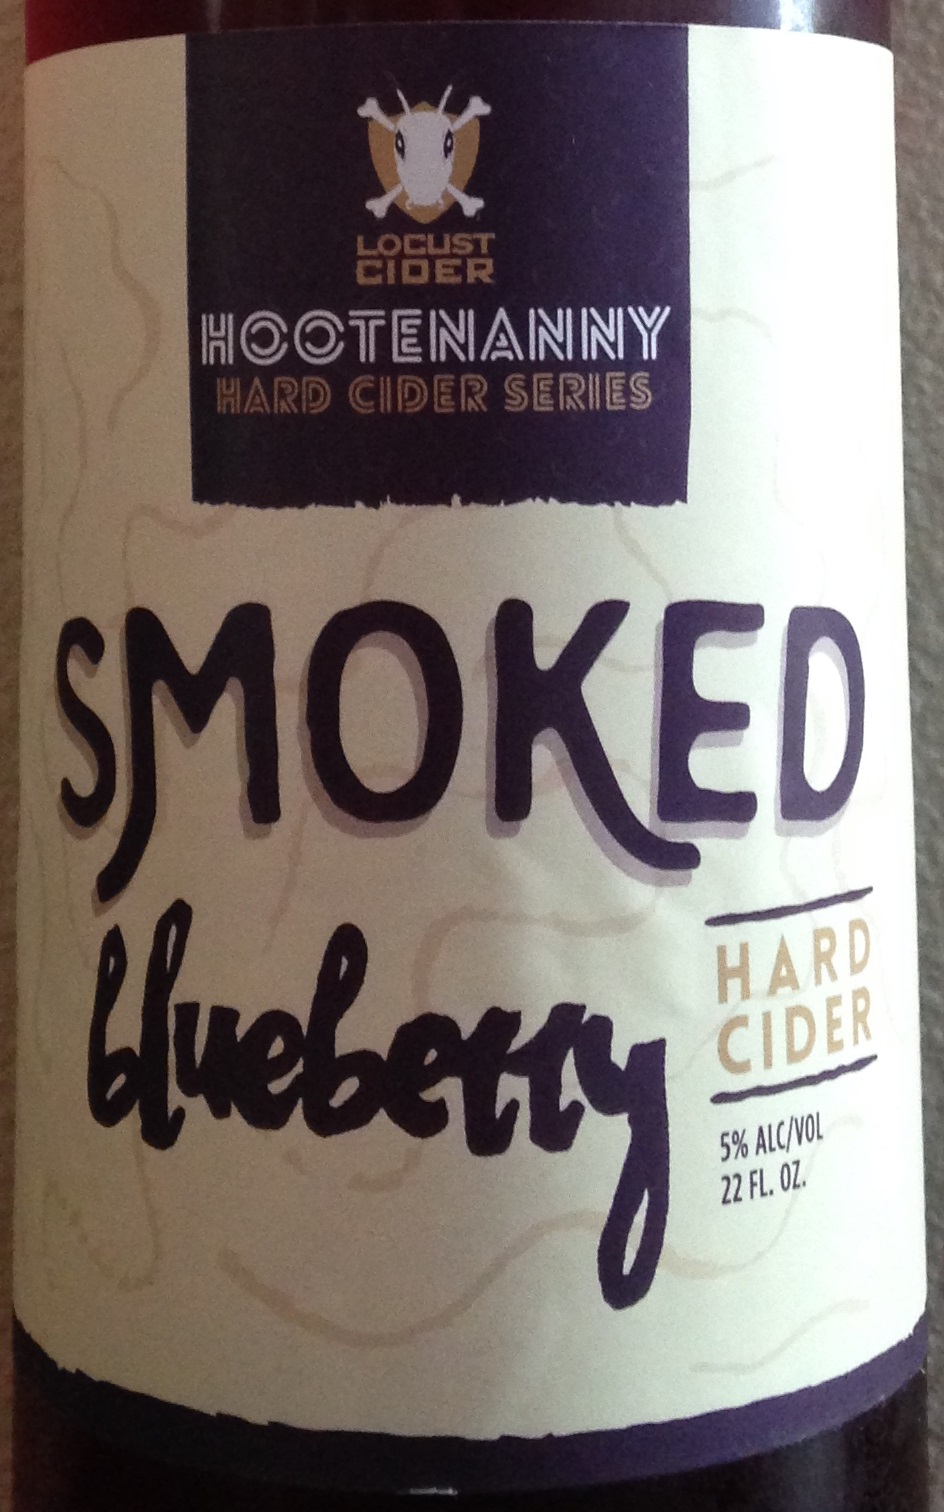 LOCUST
CIDER
HOOTENANNY
HARD CIDER SERIES
SMOKED
blueberry
HARD
CIDER
5% ALC/VOL
22 FL. OZ.